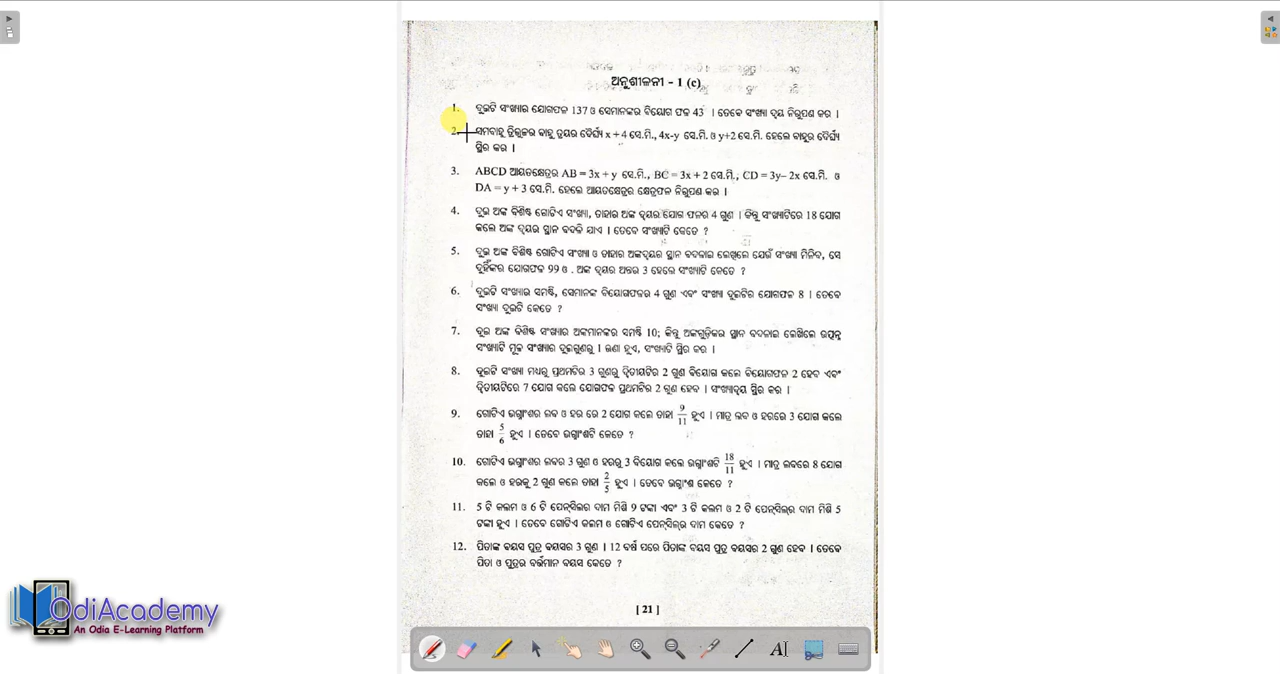 ଅନୁଶୀଳନୀ - 1 (c)
1. ଦୁଇଟି ସଂଖ୍ୟାର ଯୋଗଫଳ 137 ଓ ସେମାନଙ୍କର ବିୟୋଗ ଫଳ 43 । ତେବେ ସଂଖ୍ୟା ଦ୍ୱୟ ନିରୂପଣ କର ।
2. ସମବାହୁ ତ୍ରିଭୁଜର ବାହୁ ତ୍ରୟର ଦୈର୍ଘ୍ୟ x + 4 ସେ.ମି., 4x-y ସେ.ମି. ଓ y+2 ସେ.ମି. ହେଲେ ବାହୁର ଦୈର୍ଘ୍ୟ
ସ୍ଥିର କର ।
3. ABCD ଆୟତକ୍ଷେତ୍ରର AB = 3x + y ସେ.ମି., BC = 3x + 2 ସେ.ମି., CD = 3y– 2x ସେ.ମି. ଓ
DA = y + 3 ସେ.ମି. ହେଲେ ଆୟତକ୍ଷେତ୍ରର କ୍ଷେତ୍ରଫଳ ନିରୂପଣ କର ।
4. ଦୁଇ ଅଙ୍କ ବିଶିଷ୍ଟ ଗୋଟିଏ ସଂଖ୍ୟା, ତାହାର ଅଙ୍କ ଦ୍ୱୟର ଯୋଗ ଫଳର 4 ଗୁଣ । କିନ୍ତୁ ସଂଖ୍ୟାଟିରେ 18 ଯୋଗ
କଲେ ଅଙ୍କ ଦ୍ୱୟର ସ୍ଥାନ ବଦଳି ଯାଏ । ତେବେ ସଂଖ୍ୟାଟି କେତେ ?
5. ଦୁଇ ଅଙ୍କ ବିଶିଷ୍ଟ ଗୋଟିଏ ସଂଖ୍ୟା ଓ ତାହାର ଅଙ୍କଦ୍ୱୟର ସ୍ଥାନ ବଦଳାଇ ଲେଖିଲେ ଯେଉଁ ସଂଖ୍ୟା ମିଳିବ, ସେ
ଦୁହିଁଙ୍କର ଯୋଗଫଳ 99 ଓ . ଅଙ୍କ ଦ୍ୱୟର ଅନ୍ତର 3 ହେଲେ ସଂଖ୍ୟାଟି କେତେ ?
6. ଦୁଇଟି ସଂଖ୍ୟାର ସମଷ୍ଟି, ସେମାନଙ୍କ ବିୟୋଗଫଳର 4 ଗୁଣ ଏବଂ ସଂଖ୍ୟା ଦୁଇଟିର ଯୋଗଫଳ 8 । ତେବେ
ସଂଖ୍ୟା ଦୁଇଟି କେତେ ?
7. ଦୁଇ ଅଙ୍କ ବିଶିଷ୍ଟ ସଂଖ୍ୟାର ଅଙ୍କମାନଙ୍କର ସମଷ୍ଟି 10; କିନ୍ତୁ ଅଙ୍କଗୁଡ଼ିକର ସ୍ଥାନ ବଦଳାଇ ଲେଖିଲେ ଉତ୍ପନ୍ନ
ସଂଖ୍ୟାଟି ମୂଳ ସଂଖ୍ୟାର ଦୁଇଗୁଣରୁ 1 ଊଣା ହୁଏ, ସଂଖ୍ୟାଟି ସ୍ଥିର କର ।
8. ଦୁଇଟି ସଂଖ୍ୟା ମଧ୍ୟରୁ ପ୍ରଥମଟିର 3 ଗୁଣରୁ ଦ୍ୱିତୀୟଟିର 2 ଗୁଣ ବିୟୋଗ କଲେ ବିୟୋଗଫଳ 2 ହେବ ଏବଂ
ଦ୍ୱିତୀୟଟିରେ 7 ଯୋଗ କଲେ ଯୋଗଫଳ ପ୍ରଥମଟିର 2 ଗୁଣ ହେବ । ସଂଖ୍ୟାଦ୍ୱୟ ସ୍ଥିର କର ।
9. ଗୋଟିଏ ଭଗ୍ନାଂଶର ଲବ ଓ ହର ରେ 2 ଯୋଗ କଲେ ତାହା 9/11 ହୁଏ । ମାତ୍ର ଲବ ଓ ହରରେ 3 ଯୋଗ କଲେ
ତାହା 5/6 ହୁଏ । ତେବେ ଭଗ୍ନାଂଶଟି କେତେ ?
10. ଗୋଟିଏ ଭଗ୍ନାଂଶର ଲବର 3 ଗୁଣ ଓ ହରରୁ 3 ବିୟୋଗ କଲେ ଭଗ୍ନାଂଶଟି 18/11 ହୁଏ । ମାତ୍ର ଲବରେ 8 ଯୋଗ
କଲେ ଓ ହରକୁ 2 ଗୁଣ କଲେ ତାହା 2/5 ହୁଏ । ତେବେ ଭଗ୍ନାଂଶ କେତେ ?
11. 5 ଟି କଲମ ଓ 6 ଟି ପେନ୍‌ସିଲର ଦାମ ମିଶି 9 ଟଙ୍କା ଏବଂ 3 ଟି କଲମ ଓ 2 ଟି ପେନ୍‌ସିଲ୍‌ର ଦାମ ମିଶି 5
ଟଙ୍କା ହୁଏ । ତେବେ ଗୋଟିଏ କଲମ ଓ ଗୋଟିଏ ପେନ୍‌ସିଲ୍‌ର ଦାମ କେତେ ?
12. ପିତାଙ୍କ ବୟସ ପୁତ୍ର ବୟସର 3 ଗୁଣ । 12 ବର୍ଷ ପରେ ପିତାଙ୍କ ବୟସ ପୁତ୍ର ବୟସର 2 ଗୁଣ ହେବ । ତେବେ
ପିତା ଓ ପୁତ୍ରର ବର୍ତ୍ତମାନ ବୟସ କେତେ ?
[ 21 ]
OdiAcademy
An Odia E-Learning Platform